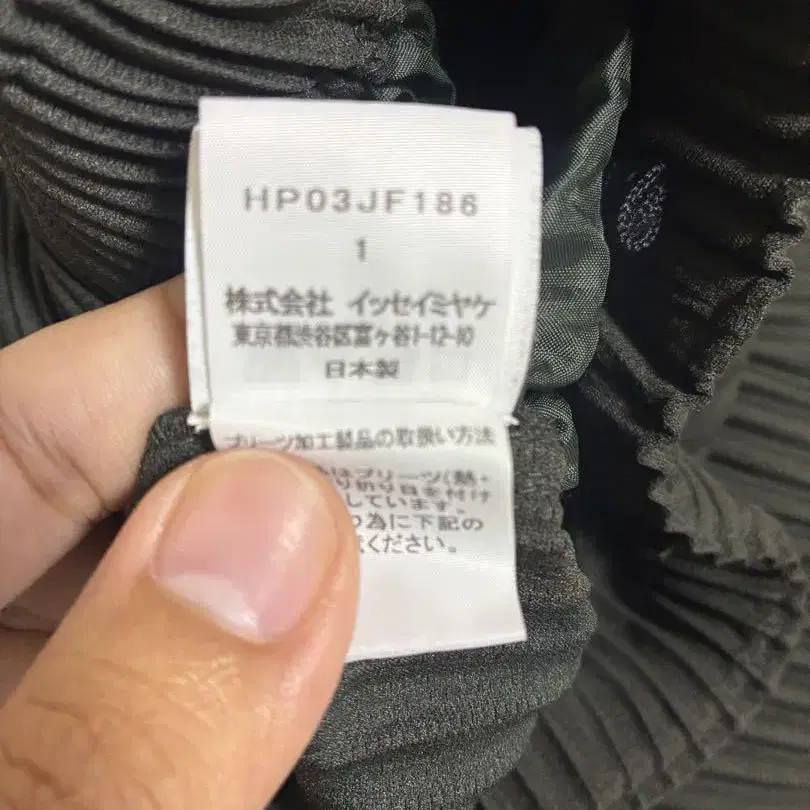 HP03JF186
1
株式会社 イッセイミヤケ
東京都渋谷区富ヶ谷1-12-10
日本製
プリーツ加工製品の取扱い方法
はプリーツ(熱・
り切り目を付け
しています。
為に下記の
ください。